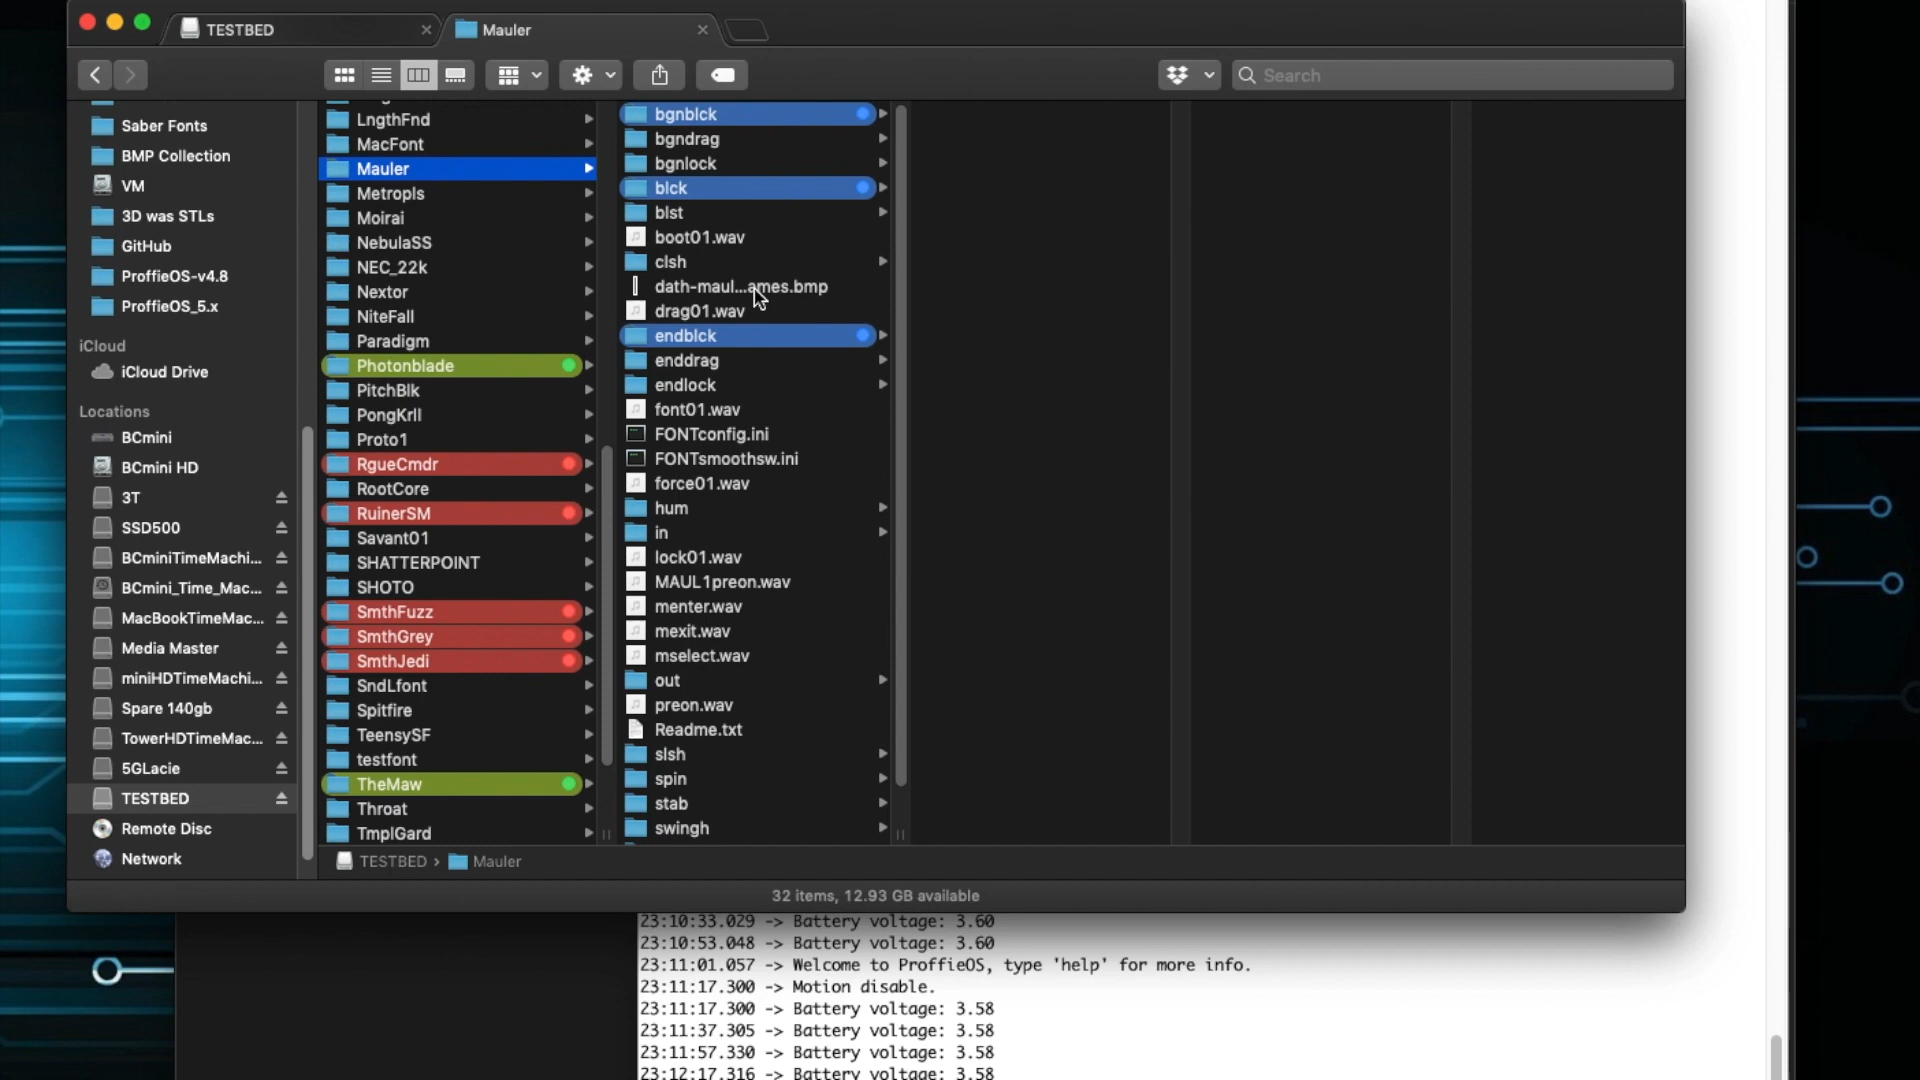 TESTBED
Mauler
Search
Saber Fonts
BMP Collection
VM
3D was STLs
GitHub
ProffieOS-v4.8
ProffieOS_5.x
iCloud
iCloud Drive
Locations
BCmini
BCmini HD
3T
SSD500
BCminiTimeMachi...
BCmini_Time_Mac...
MacBookTimeMac...
Media Master
miniHDTimeMachi...
Spare 140gb
TowerHDTimeMac...
5GLacie
TESTBED
Remote Disc
Network
LngthFnd
MacFont
Mauler
Metropls
Moirai
NebulaSS
NEC_22k
Nextor
NiteFall
Paradigm
Photonblade
PitchBlk
PongKrll
Proto1
RgueCmdr
RootCore
RuinerSM
Savant01
SHATTERPOINT
SHOTO
SmthFuzz
SmthGrey
SmthJedi
SndLfont
Spitfire
TeensySF
testfont
TheMaw
Throat
TmplGard
bgnblck
bgndrag
bgnlock
blck
blst
boot01.wav
clsh
dath-maul...ames.bmp
drag01.wav
endblck
enddrag
endlock
font01.wav
FONTconfig.ini
FONTsmoothsw.ini
force01.wav
hum
in
lock01.wav
MAUL1preon.wav
menter.wav
mexit.wav
mselect.wav
out
preon.wav
Readme.txt
slsh
spin
stab
swingh
TESTBED › Mauler
32 items, 12.93 GB available
23:10:33.029 -> Battery voltage: 3.60
23:10:53.048 -> Battery voltage: 3.60
23:11:01.057 -> Welcome to ProffieOS, type 'help' for more info.
23:11:17.300 -> Motion disable.
23:11:17.300 -> Battery voltage: 3.58
23:11:37.305 -> Battery voltage: 3.58
23:11:57.330 -> Battery voltage: 3.58
23:12:17.316 -> Battery voltage: 3.58